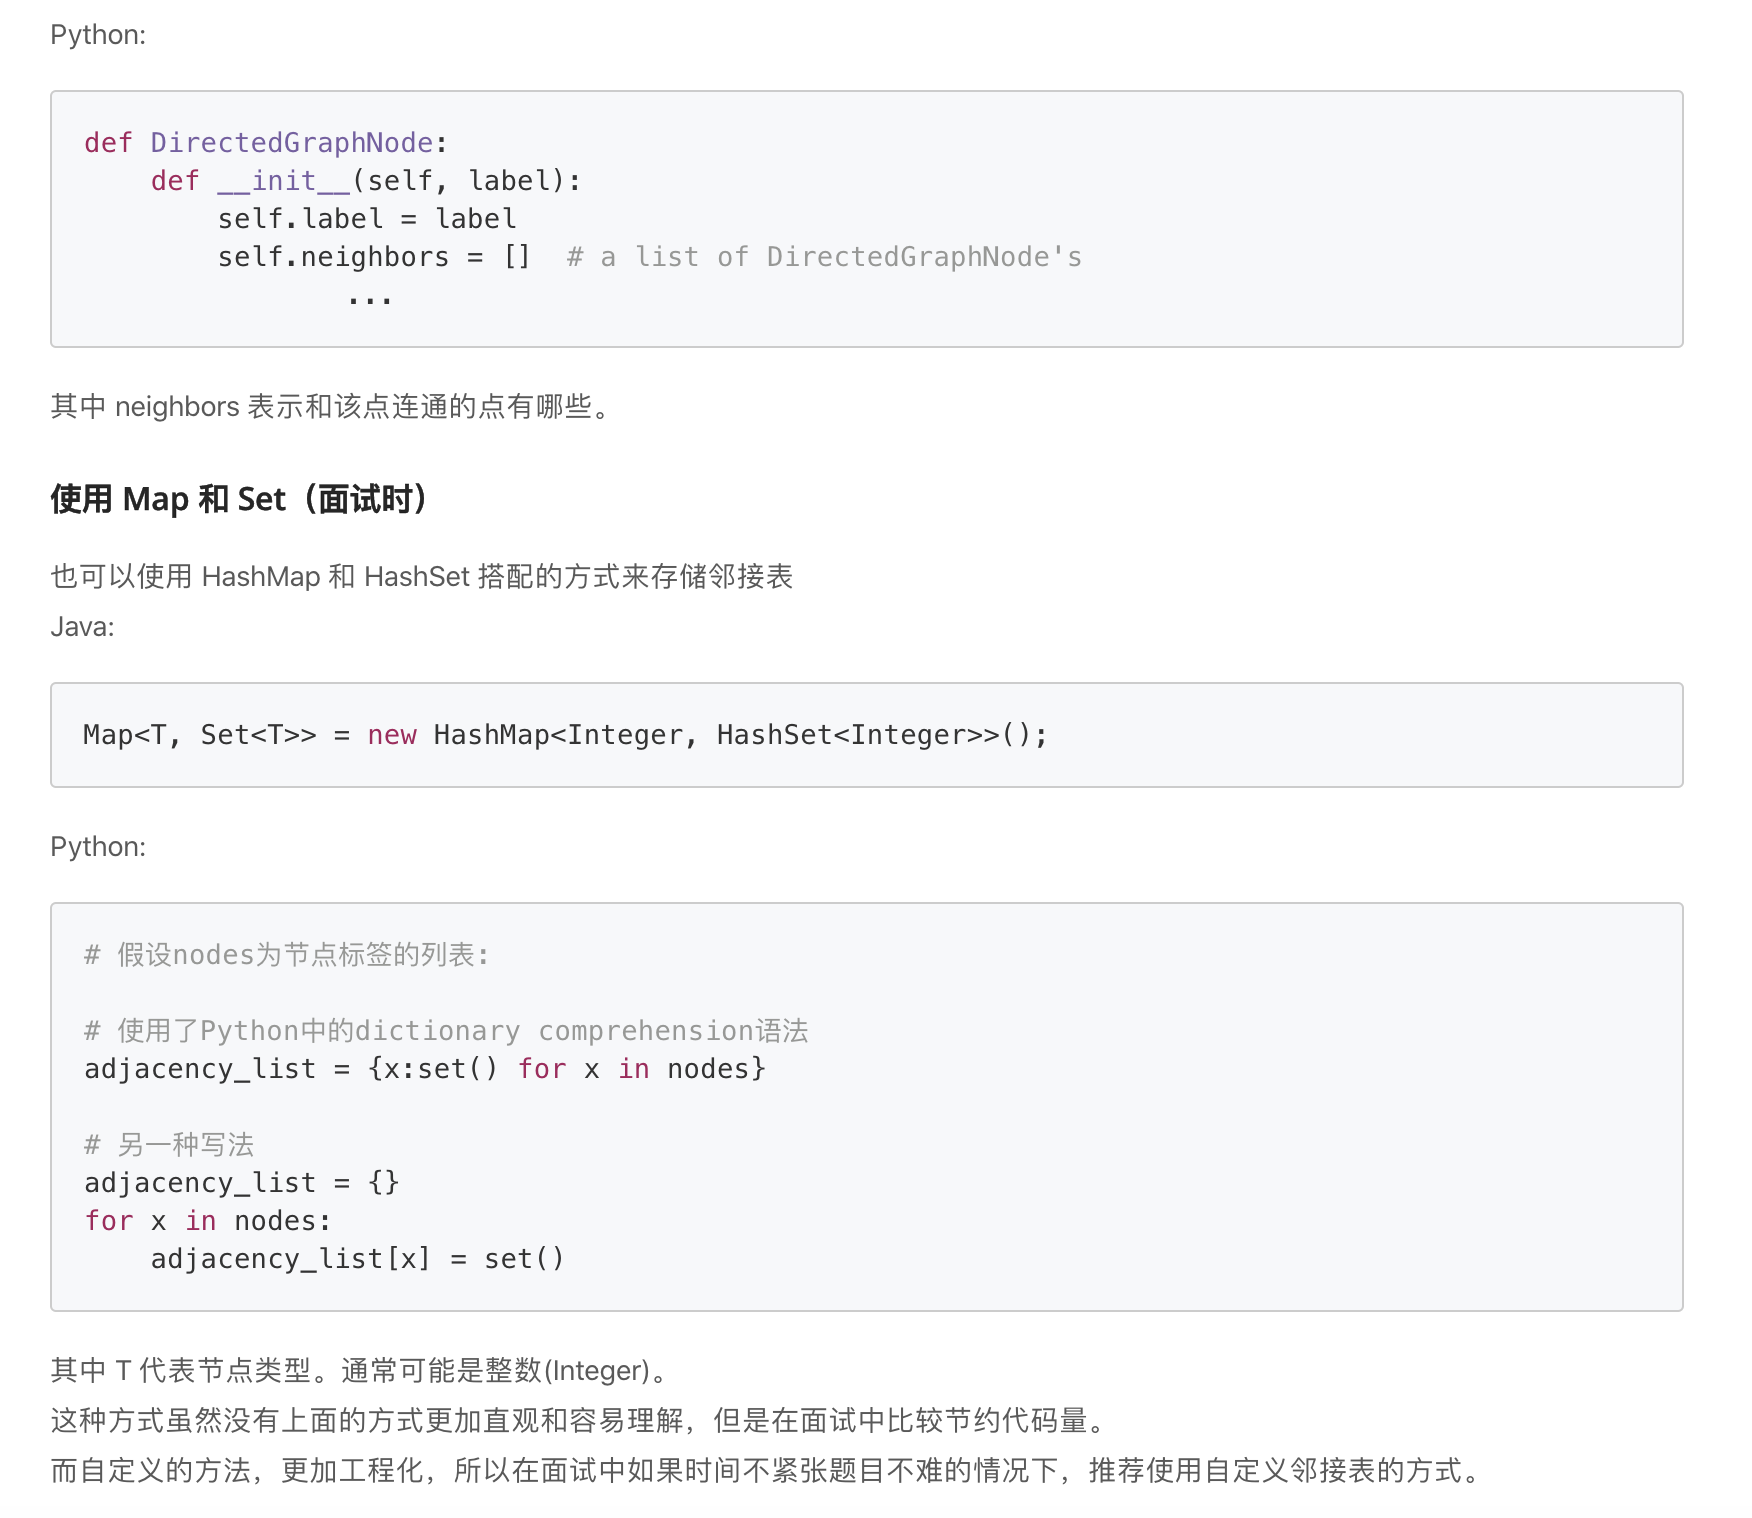 Python:
def DirectedGraphNode:
    def __init__(self, label):
        self.label = label
        self.neighbors = []  # a list of DirectedGraphNode's
                ...
其中 neighbors 表示和该点连通的点有哪些。
使用 Map 和 Set（面试时）
也可以使用 HashMap 和 HashSet 搭配的方式来存储邻接表
Java:
Map<T, Set<T>> = new HashMap<Integer, HashSet<Integer>>();
Python:
# 假设nodes为节点标签的列表:
# 使用了Python中的dictionary comprehension语法
adjacency_list = {x:set() for x in nodes}
# 另一种写法
adjacency_list = {}
for x in nodes:
    adjacency_list[x] = set()
其中 T 代表节点类型。通常可能是整数(Integer)。
这种方式虽然没有上面的方式更加直观和容易理解，但是在面试中比较节约代码量。
而自定义的方法，更加工程化，所以在面试中如果时间不紧张题目不难的情况下，推荐使用自定义邻接表的方式。